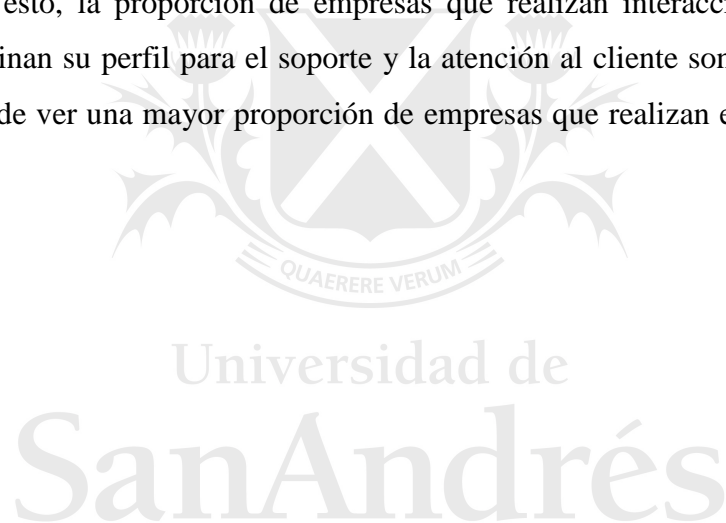 esto, la proporción de empresas que realizan
inan su perfil para el soporte y la atención al cliente son
de ver una mayor proporción de empresas que realizan
QUAERERE VERUM
Universidad de
SanAndrés